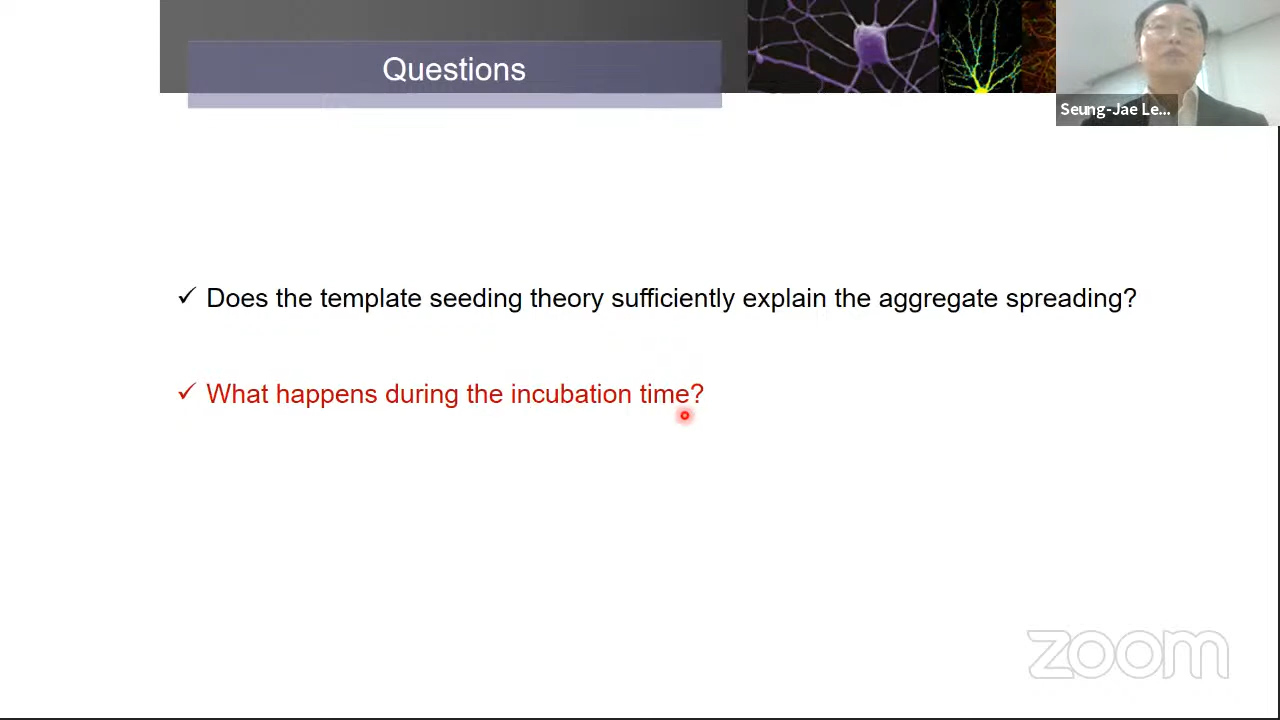 Questions
Seung-Jae Le...
✓ Does the template seeding theory sufficiently explain the aggregate spreading?
✓ What happens during the incubation time?
zoom